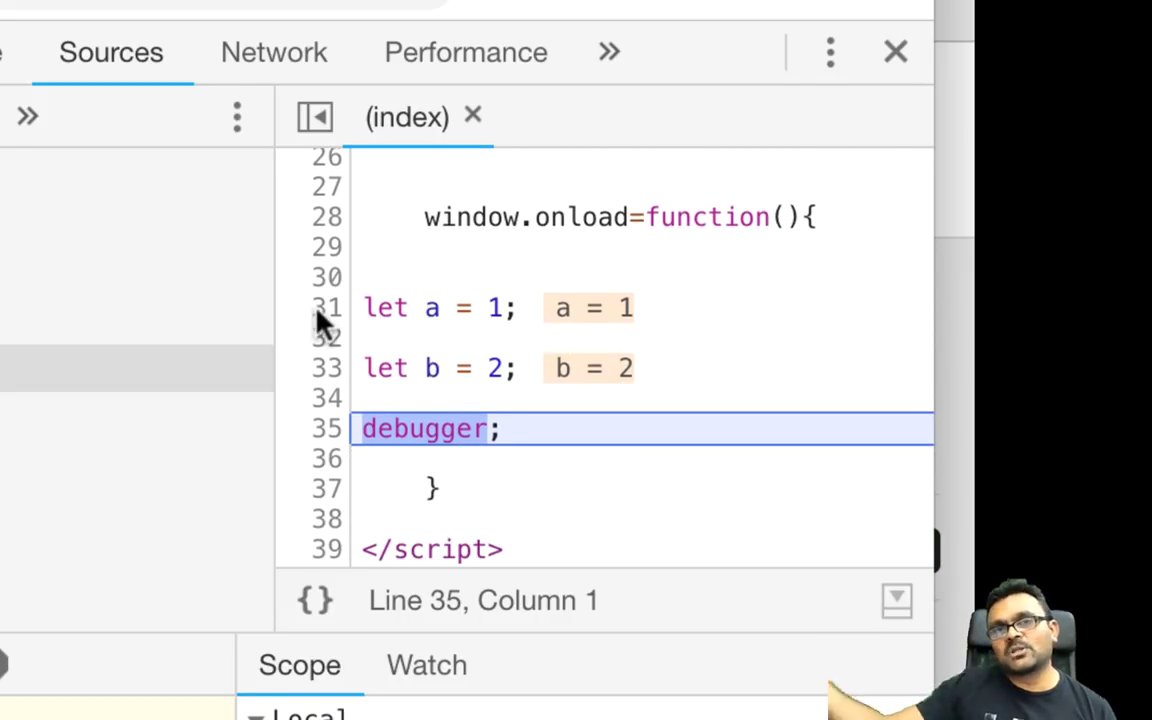 Sources Network Performance »
» (index) ×
26
27
28 window.onload=function(){
29
30
31 let a = 1; a = 1
32
33 let b = 2; b = 2
34
35 debugger;
36
37 }
38
39 </script>
{} Line 35, Column 1
Scope Watch
Local